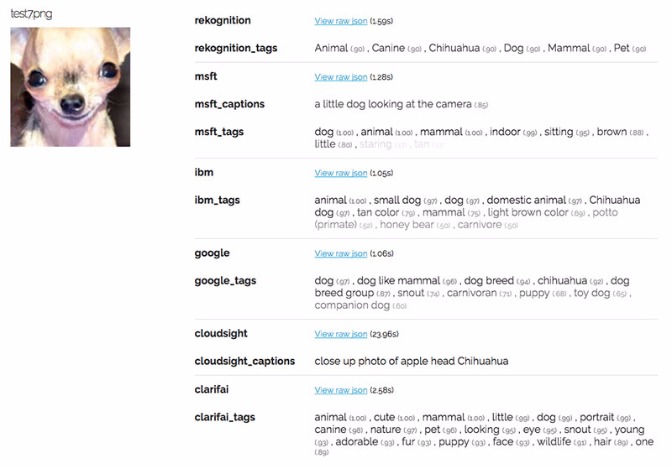 test7png
rekognition View raw json (1.59s)
rekognition_tags Animal (.90) , Canine (.90) , Chihuahua (.90) , Dog (.90) , Mammal (.90) , Pet (.90)
msft View raw json (1.28s)
msft_captions a little dog looking at the camera (.85)
msft_tags dog (1.00) , animal (1.00) , mammal (1.00) , indoor (.99) , sitting (.95) , brown (.88) ,
little (.80) , staring , tan
ibm View raw json (1.05s)
ibm_tags animal (1.00) , small dog (.97) , dog (.97) , domestic animal (.97) , Chihuahua
dog (.97) , tan color (.79) , mammal (.75) , light brown color (.69) , potto
(primate) (.52) , honey bear (.50) , carnivore (.50)
google View raw json (1.06s)
google_tags dog (.97) , dog like mammal (.96) , dog breed (.94) , chihuahua (.92) , dog
breed group (.87) , snout (.74) , carnivoran (.71) , puppy (.68) , toy dog (.65) ,
companion dog (.60)
cloudsight View raw json (23.96s)
cloudsight_captions close up photo of apple head Chihuahua
clarifai View raw json (2.58s)
clarifai_tags animal (1.00) , cute (1.00) , mammal (1.00) , little (.99) , dog (.99) , portrait (.99) ,
canine (.98) , nature (.97) , pet (.96) , looking (.95) , eye (.95) , snout (.95) , young
(.93) , adorable (.93) , fur (.93) , puppy (.93) , face (.93) , wildlife (.91) , hair (.89) , one
(.89)